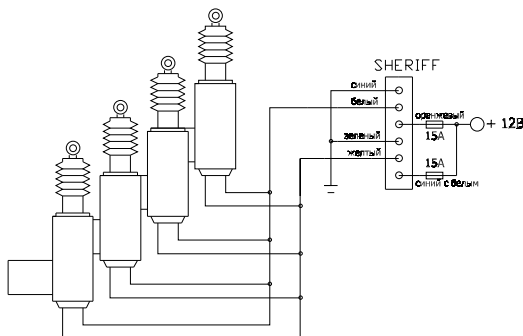 SHERIFF
синий
белый
оранжевый
+ 12В
15А
зеленый
желтый
15А
синий с белым